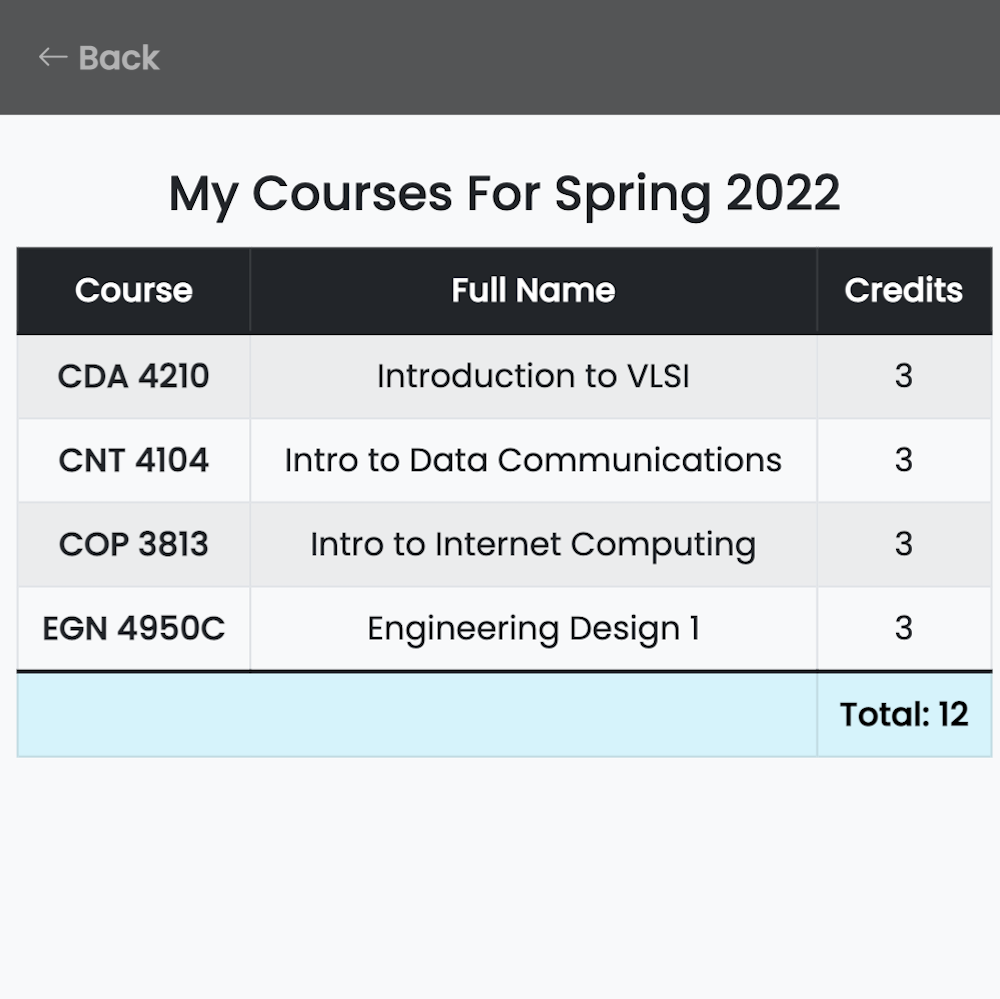 ← Back
My Courses For Spring 2022
Course Full Name Credits
CDA 4210 Introduction to VLSI 3
CNT 4104 Intro to Data Communications 3
COP 3813 Intro to Internet Computing 3
EGN 4950C Engineering Design 1 3
Total: 12